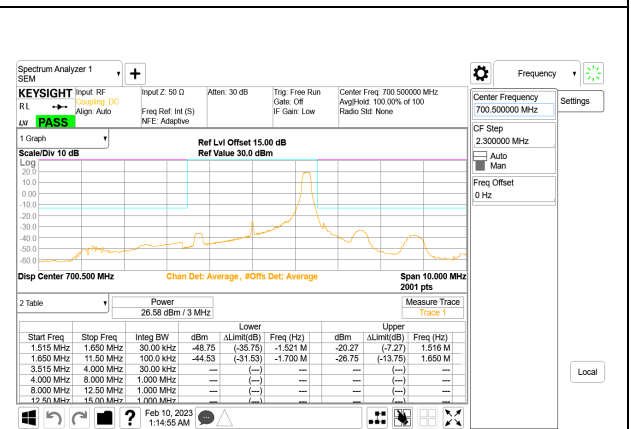 Spectrum Analyzer 1
SEM
Frequency
KEYSIGHT
RL
LXI PASS
Input: RF
Coupling: DC
Align: Auto
Input Z: 50 Ω
Freq Ref: Int (S)
NFE: Adaptive
Atten: 30 dB
Trig: Free Run
Gate: Off
IF Gain: Low
Center Freq: 700.500000 MHz
Avg|Hold: 100.00% of 100
Radio Std: None
Center Frequency
700.500000 MHz
Settings
CF Step
2.300000 MHz
Auto
Man
Freq Offset
0 Hz
1 Graph
Ref Lvl Offset 15.00 dB
Scale/Div 10 dB
Ref Value 30.0 dBm
Log
20.0
10.0
0.00
-10.0
-20.0
-30.0
-40.0
-50.0
-60.0
Disp Center 700.500 MHz
Chan Det: Average, #Offs Det: Average
Span 10.000 MHz
2001 pts
2 Table
Power
26.58 dBm / 3 MHz
Measure Trace
Trace 1
Lower Upper
Start Freq Stop Freq Integ BW dBm ΔLimit(dB) Freq (Hz) dBm ΔLimit(dB) Freq (Hz)
1.515 MHz 1.650 MHz 30.00 kHz -48.75 (-35.75) -1.521 M -20.27 (-7.27) 1.516 M
1.650 MHz 11.50 MHz 100.0 kHz -44.53 (-31.53) -1.700 M -26.75 (-13.75) 1.650 M
3.515 MHz 4.000 MHz 30.00 kHz --- (---) --- --- (---) ---
4.000 MHz 8.000 MHz 1.000 MHz --- (---) --- --- (---) ---
8.000 MHz 12.50 MHz 1.000 MHz --- (---) --- --- (---) ---
12.50 MHz 15.00 MHz 1.000 MHz --- (---) --- --- (---) ---
Local
? Feb 10, 2023
1:14:55 AM